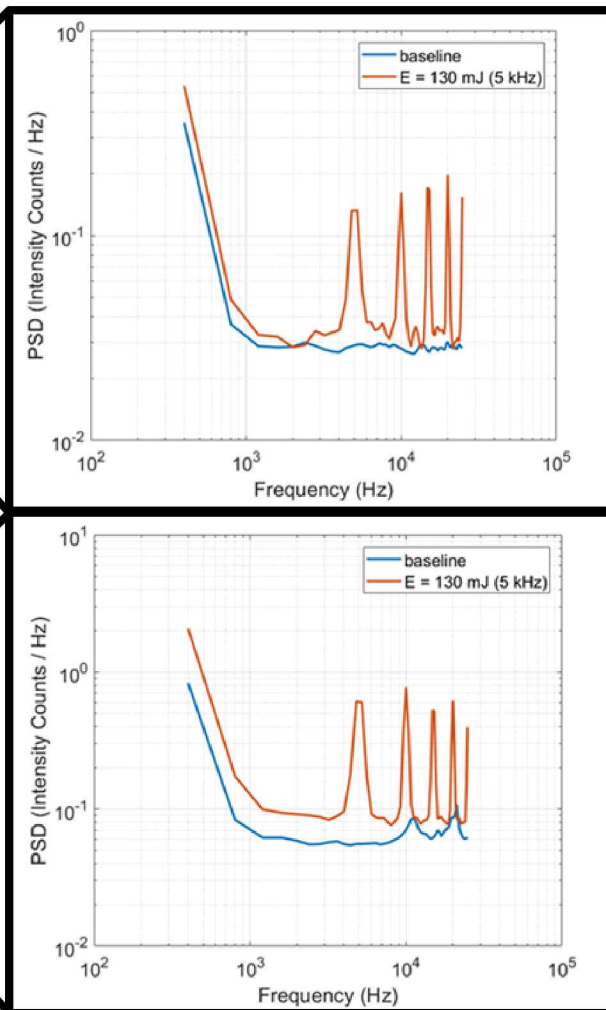 10⁰
baseline
E = 130 mJ (5 kHz)
PSD (Intensity Counts / Hz)
10⁻¹
10⁻²
10² 10³ 10⁴ 10⁵
Frequency (Hz)
10¹
baseline
E = 130 mJ (5 kHz)
10⁰
PSD (Intensity Counts / Hz)
10⁻¹
10⁻²
10² 10³ 10⁴ 10⁵
Frequency (Hz)